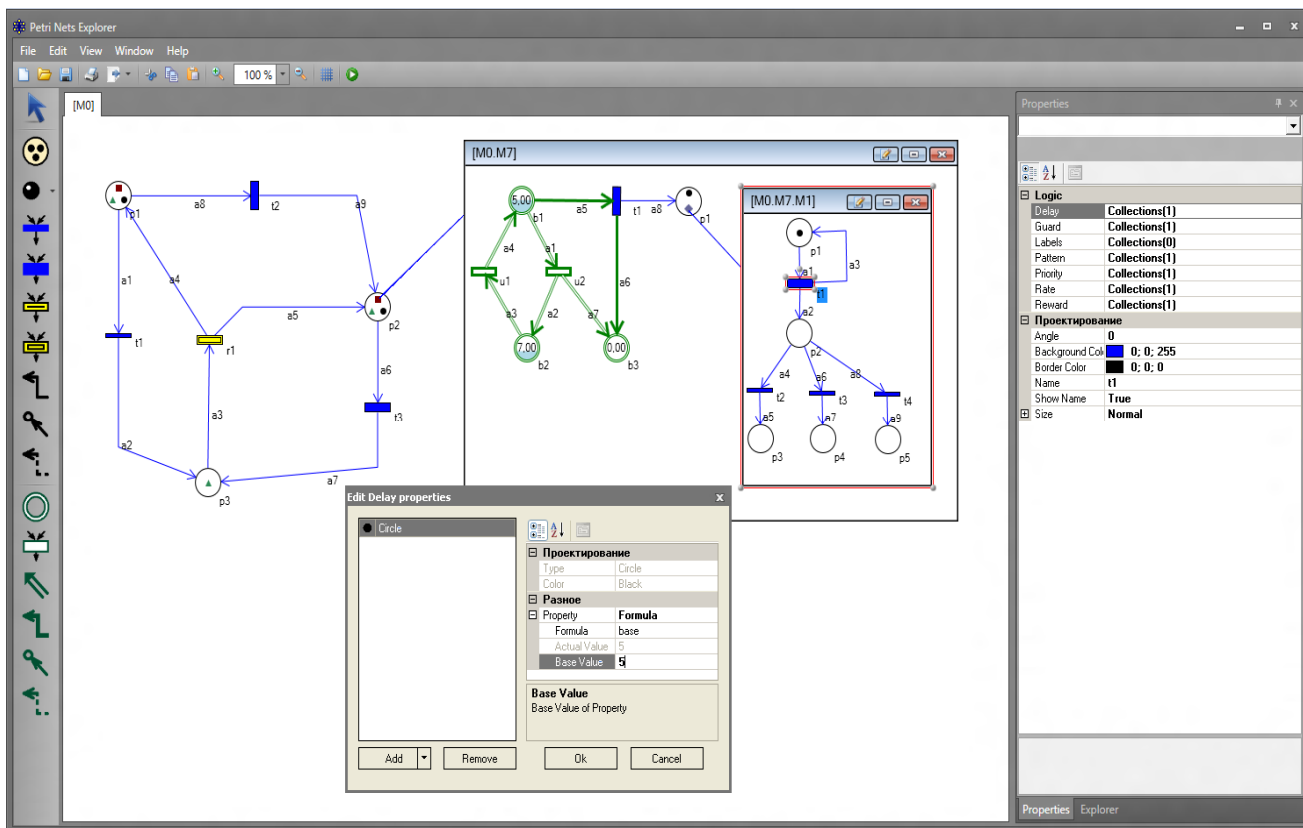 Petri Nets Explorer
File Edit View Window Help
100 %
[M0]
p1
a8
t2
a9
a1
a4
t1
a5
r1
p2
a6
a3
t3
a2
a7
p3
[M0.M7]
5,00
b1
a5
t1
a8
p1
a4
a1
u1
u2
a6
a3
a2
a7
7,00
b2
0,00
b3
[M0.M7.M1]
p1
a1
a3
t1
a2
p2
a4
a6
a8
t2
t3
t4
a5
a7
a9
p3
p4
p5
Edit Delay properties
Circle
Проектирование
Type Circle
Color Black
Разное
Property Formula
Formula base
Actual Value 5
Base Value 5
Base Value
Base Value of Property
Add
Remove
Ok
Cancel
Properties
Logic
Delay Collections(1)
Guard Collections(1)
Labels Collections(0)
Pattern Collections(1)
Priority Collections(1)
Rate Collections(1)
Reward Collections(1)
Проектирование
Angle 0
Background Col 0; 0; 255
Border Color 0; 0; 0
Name t1
Show Name True
Size Normal
Properties Explorer